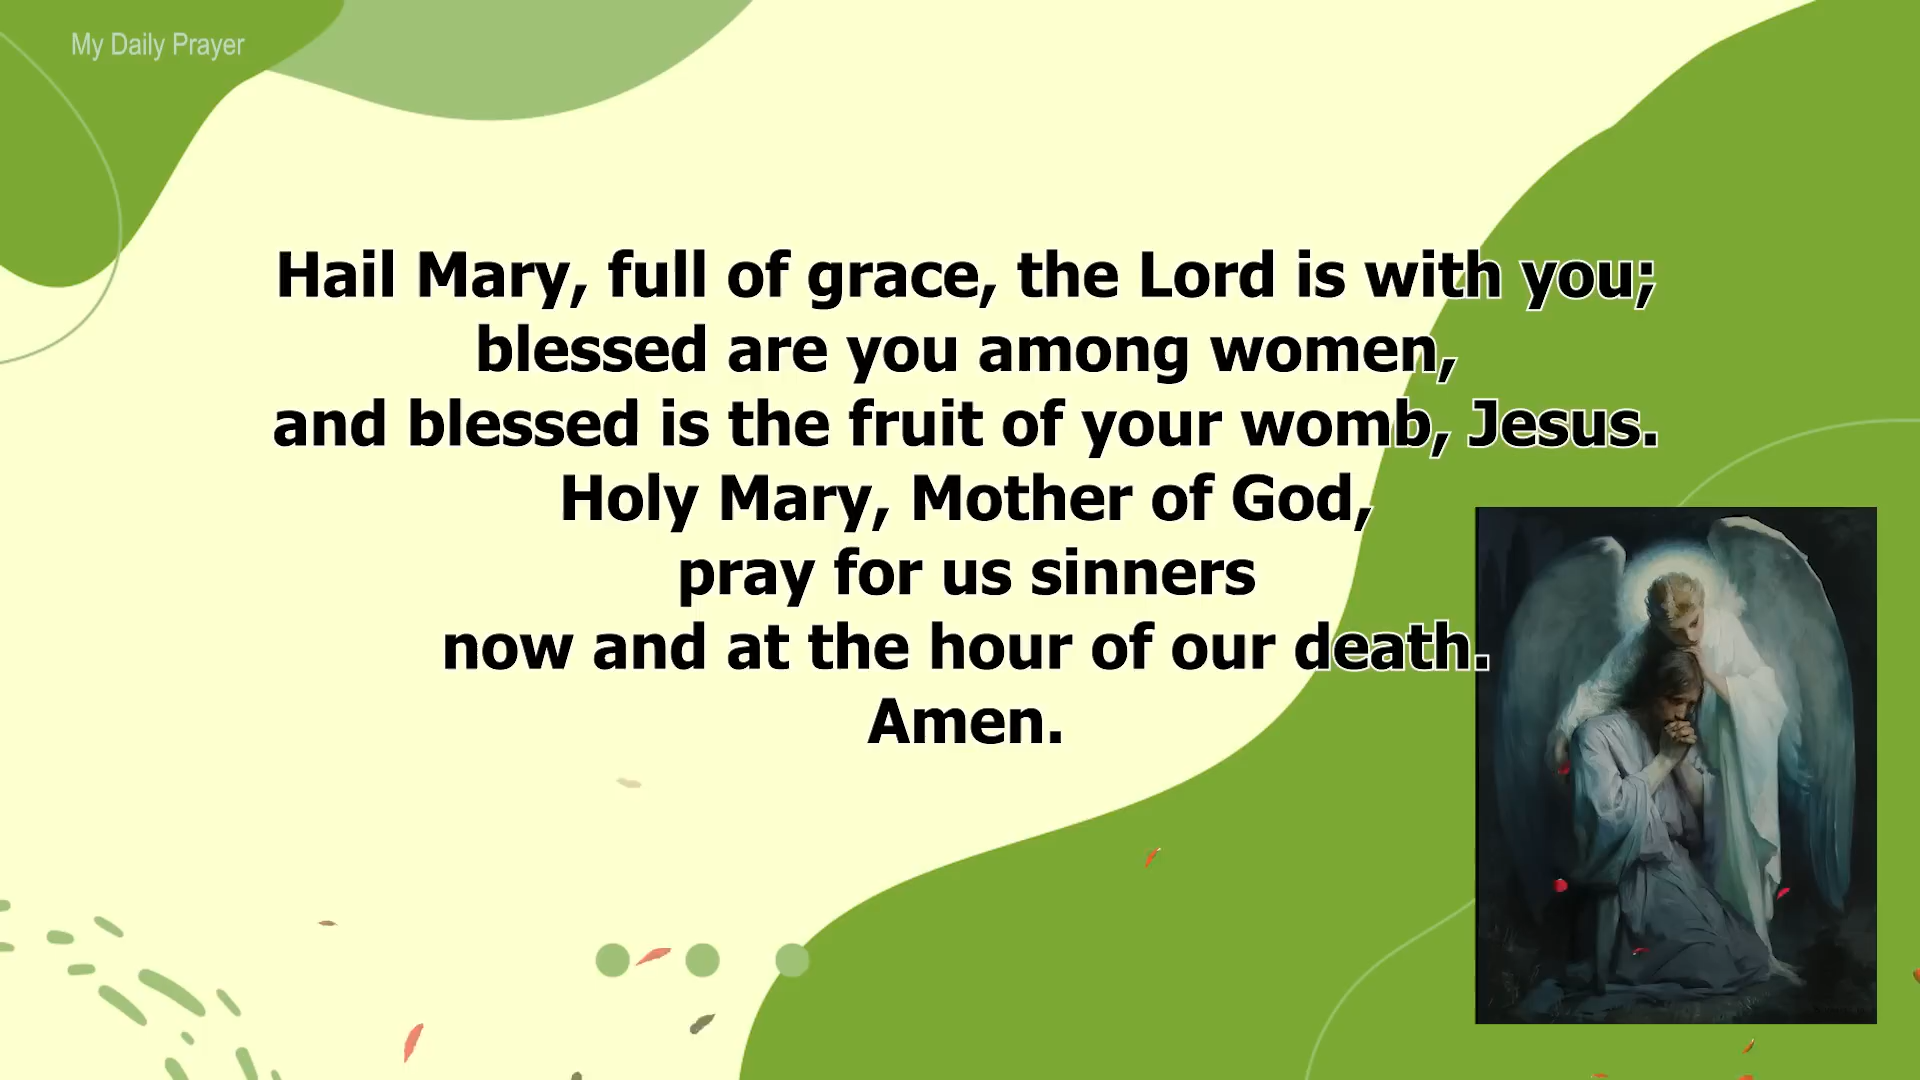 My Daily Prayer
Hail Mary, full of grace, the Lord is with you;
blessed are you among women,
and blessed is the fruit of your womb, Jesus.
Holy Mary, Mother of God,
pray for us sinners
now and at the hour of our death.
Amen.